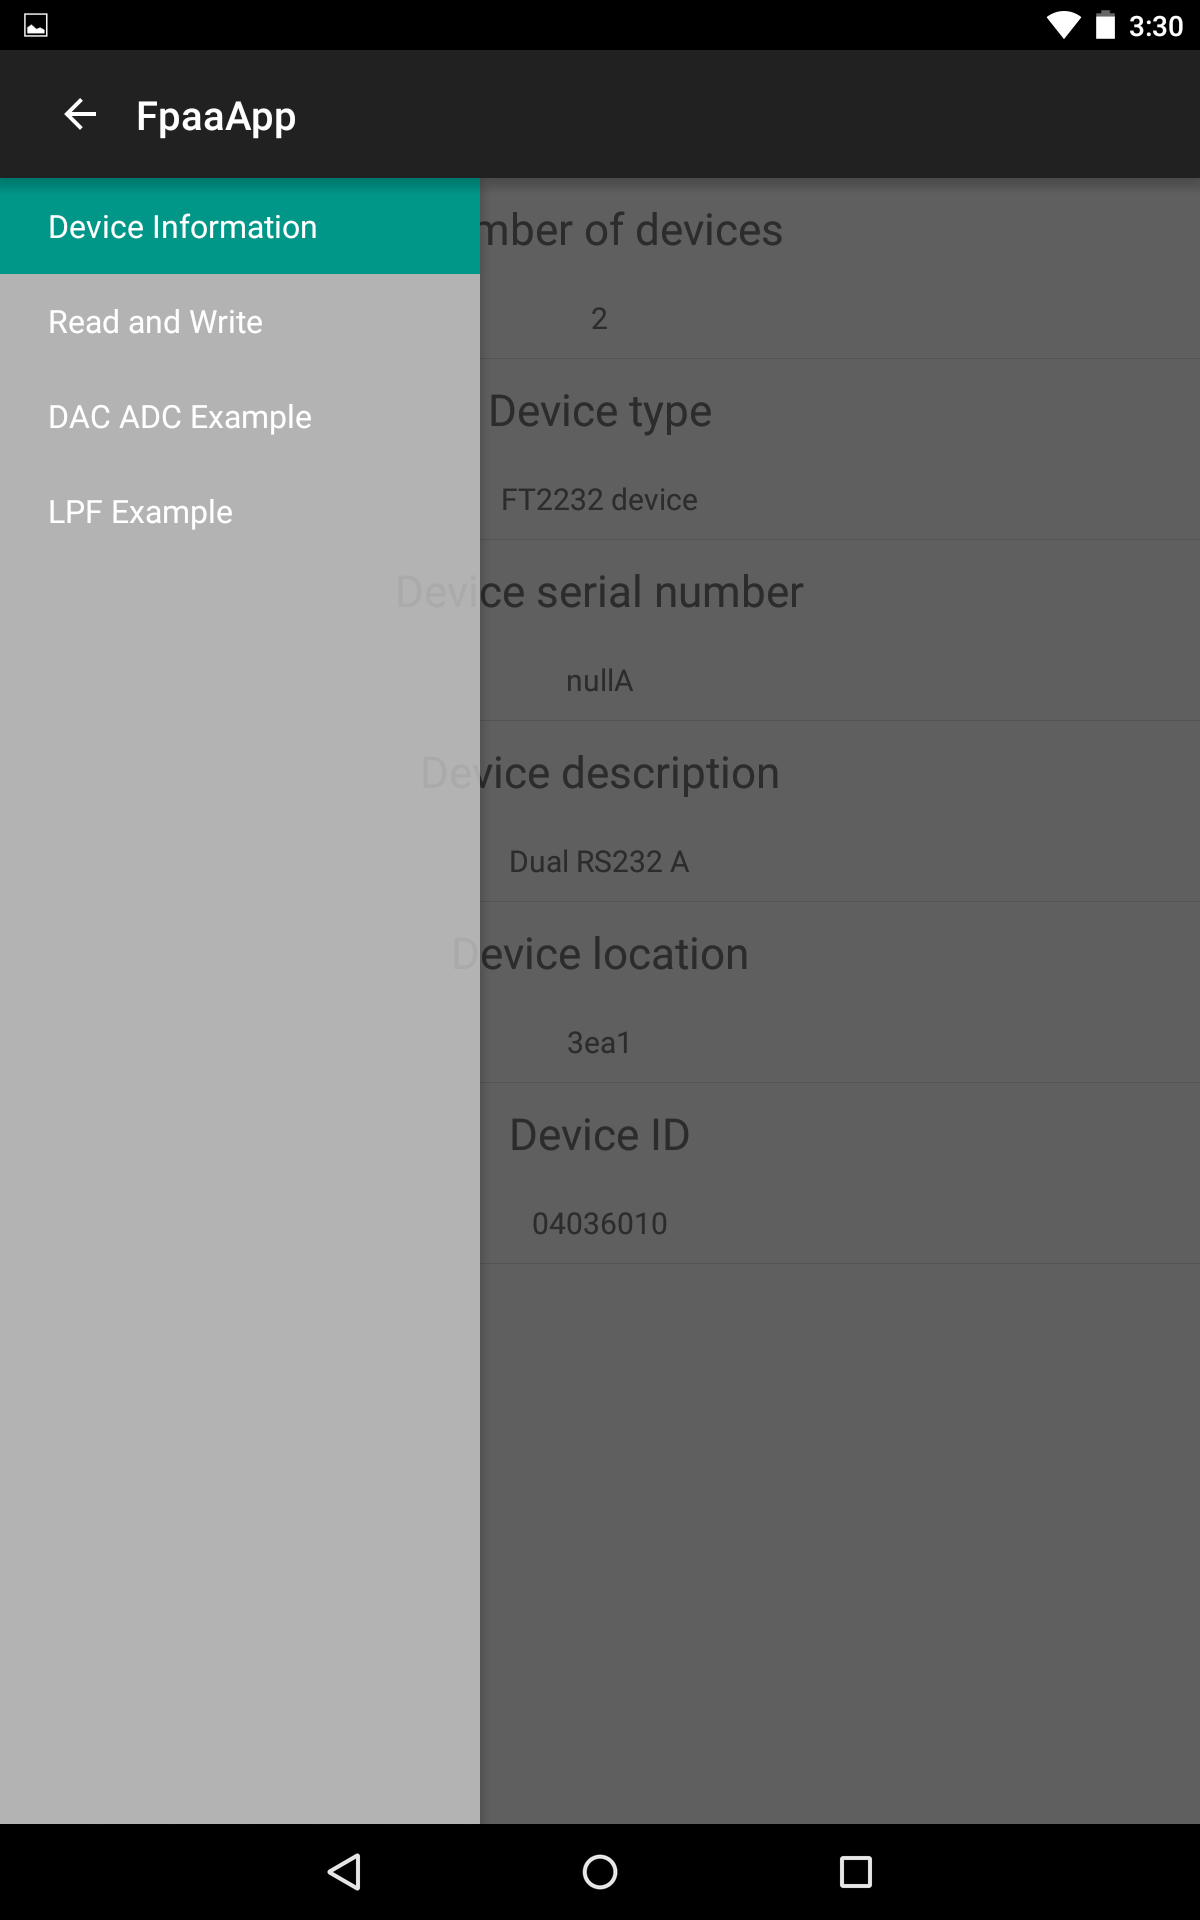 3:30
FpaaApp
Device Information
Read and Write
DAC ADC Example
LPF Example
mber of devices
2
Device type
FT2232 device
Device serial number
nullA
Device description
Dual RS232 A
Device location
3ea1
Device ID
04036010